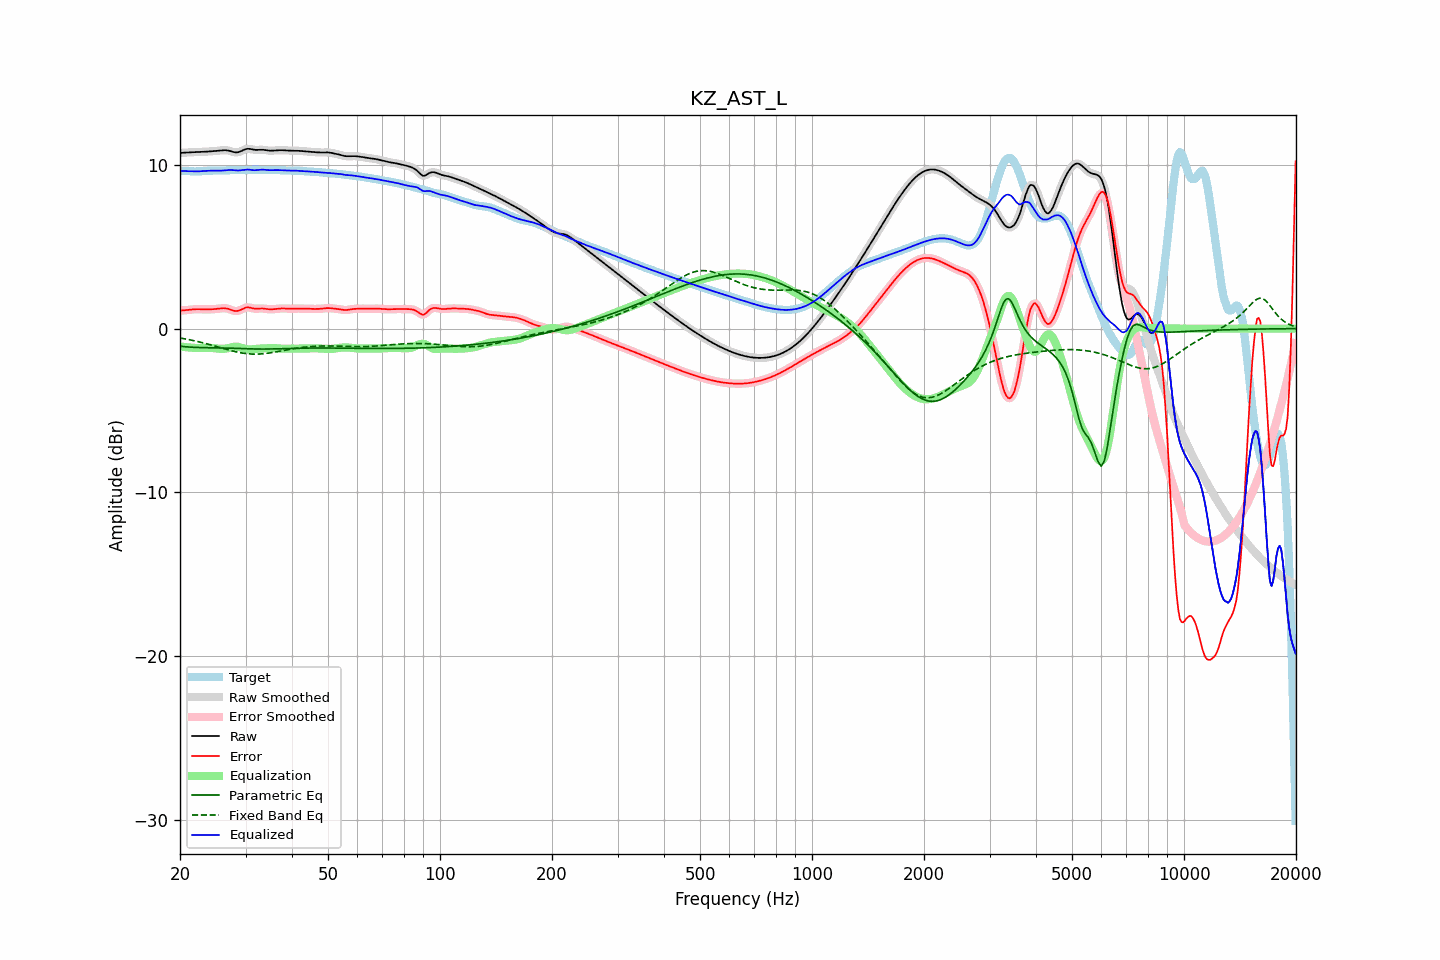 KZ_AST_L
Amplitude (dBr)
10
0
−10
−20
−30
Target
Raw Smoothed
Error Smoothed
Raw
Error
Equalization
Parametric Eq
Fixed Band Eq
Equalized
20 50 100 200 500 1000 2000 5000 10000 20000
Frequency (Hz)